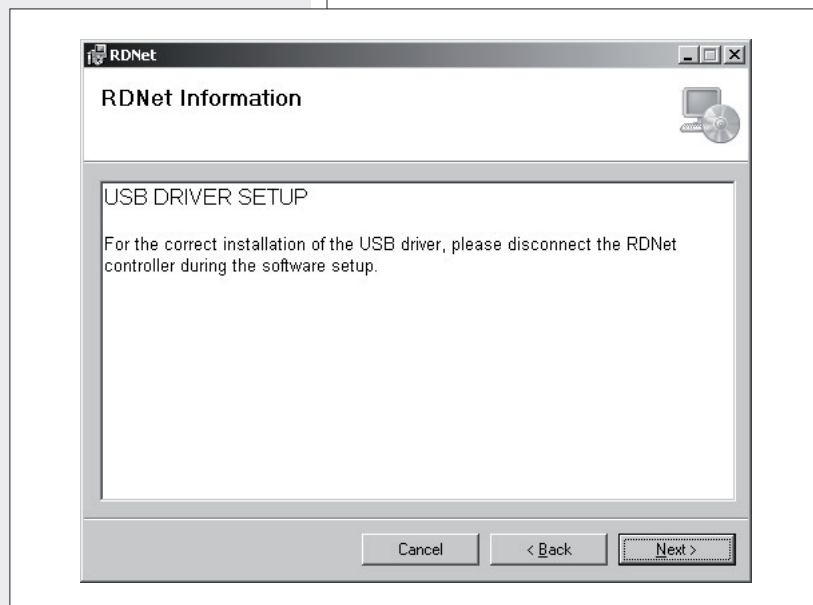 RDNet
RDNet Information
USB DRIVER SETUP
For the correct installation of the USB driver, please disconnect the RDNet
controller during the software setup.
Cancel
< Back
Next >